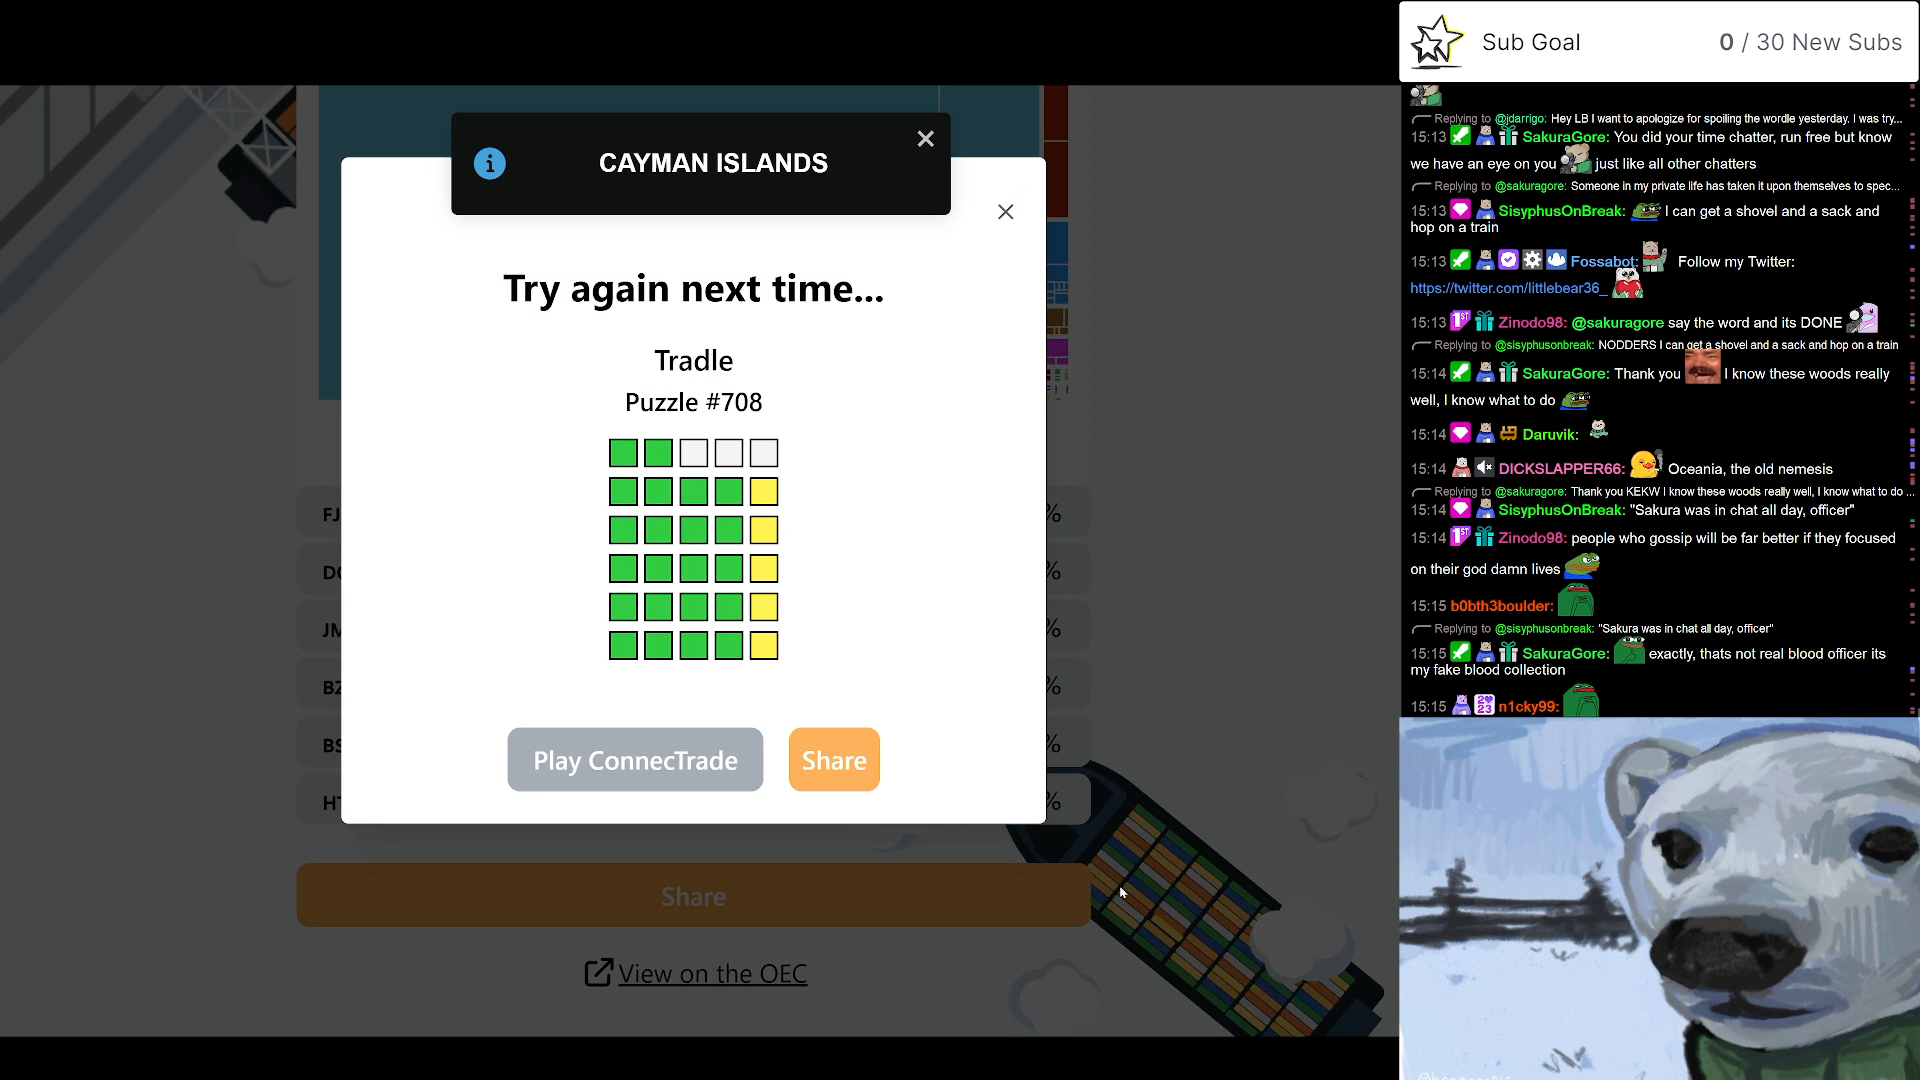 CAYMAN ISLANDS
Try again next time...
Tradle
Puzzle #708
Play ConnecTrade
Share
FJ
%
%
JM
%
BZ
%
BS
%
%
Share
View on the OEC
Sub Goal
0 / 30 New Subs
Replying to @jdarrigo: Hey LB I want to apologize for spoiling the wordle yesterday. I was try...
15:13 SakuraGore: You did your time chatter, run free but know
we have an eye on you just like all other chatters
Replying to @sakuragore: Someone in my private life has taken it upon themselves to spec...
15:13 SisyphusOnBreak: I can get a shovel and a sack and
hop on a train
15:13 Fossabot: Follow my Twitter:
https://twitter.com/littlebear36_
15:13 1ST Zinodo98: @sakuragore say the word and its DONE
Replying to @sisyphusonbreak: NODDERS I can get a shovel and a sack and hop on a train
15:14 SakuraGore: Thank you I know these woods really
well, I know what to do
15:14 Daruvik:
15:14 DICKSLAPPER66: Oceania, the old nemesis
Replying to @sakuragore: Thank you KEKW I know these woods really well, I know what to do ...
15:14 SisyphusOnBreak: "Sakura was in chat all day, officer"
15:14 1ST Zinodo98: people who gossip will be far better if they focused
on their god damn lives
15:15 b0bth3boulder:
Replying to @sisyphusonbreak: "Sakura was in chat all day, officer"
15:15 SakuraGore: exactly, thats not real blood officer its
my fake blood collection
15:15 n1cky99: